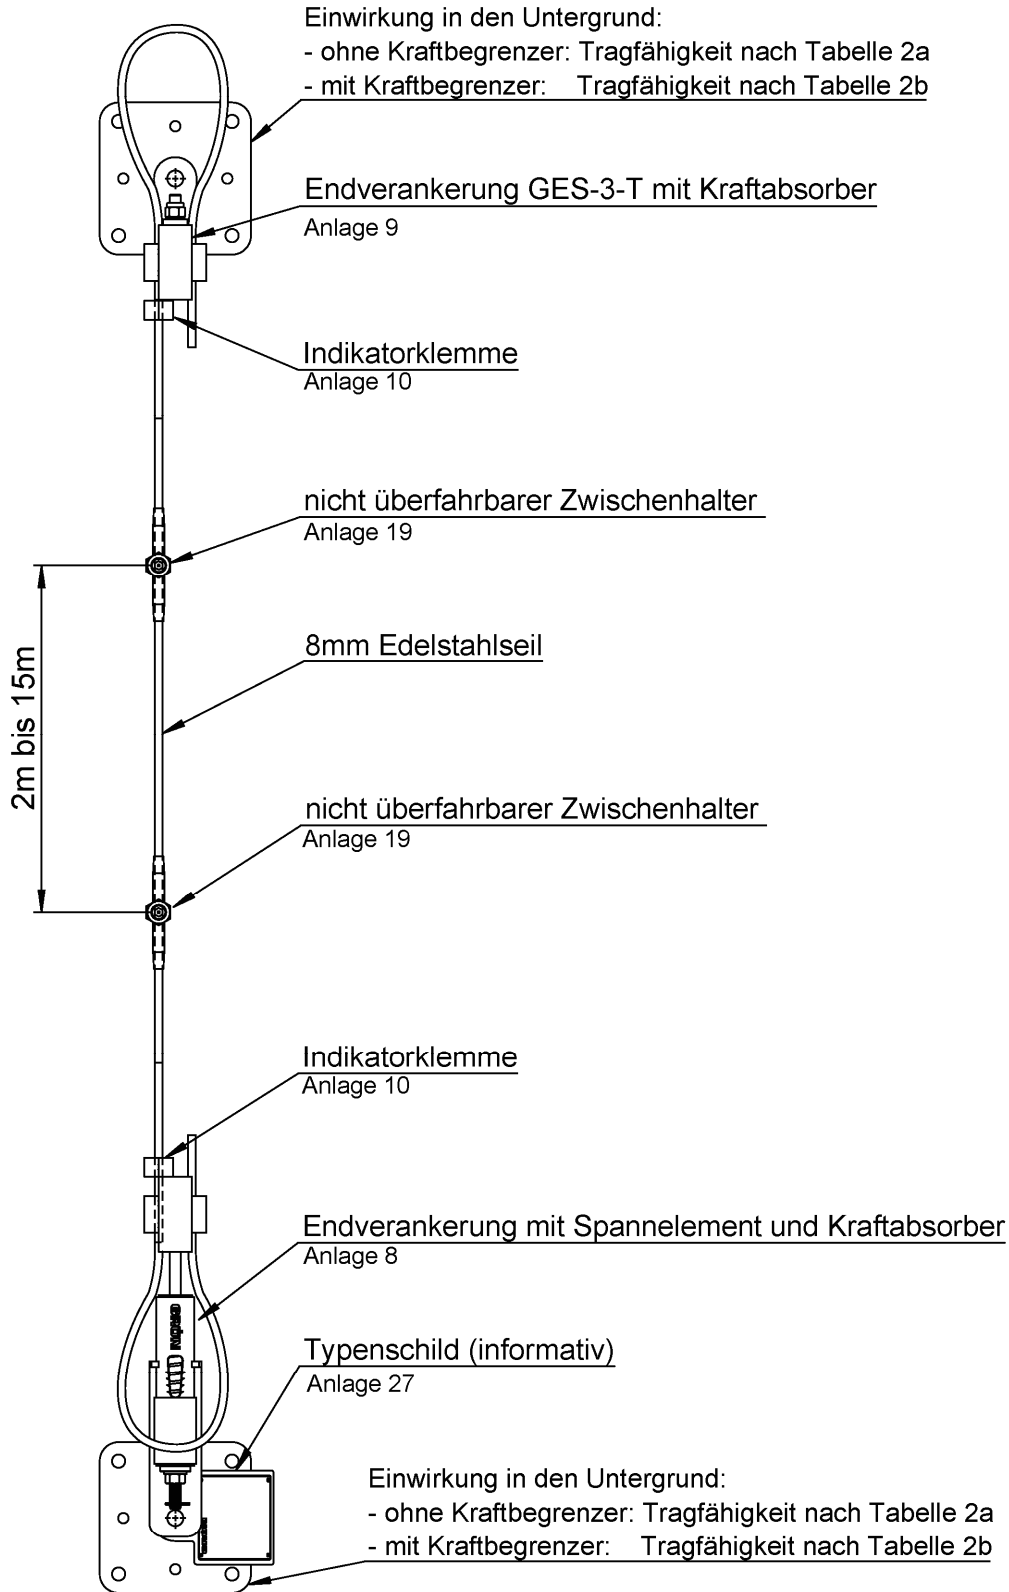 Einwirkung in den Untergrund:
- ohne Kraftbegrenzer: Tragfähigkeit nach Tabelle 2a
- mit Kraftbegrenzer: Tragfähigkeit nach Tabelle 2b
Endverankerung GES-3-T mit Kraftabsorber
Anlage 9
Indikatorklemme
Anlage 10
nicht überfahrbarer Zwischenhalter
Anlage 19
8mm Edelstahlseil
2m bis 15m
nicht überfahrbarer Zwischenhalter
Anlage 19
Indikatorklemme
Anlage 10
Endverankerung mit Spannelement und Kraftabsorber
Anlage 8
GRÜN
Typenschild (informativ)
Anlage 27
Einwirkung in den Untergrund:
- ohne Kraftbegrenzer: Tragfähigkeit nach Tabelle 2a
- mit Kraftbegrenzer: Tragfähigkeit nach Tabelle 2b